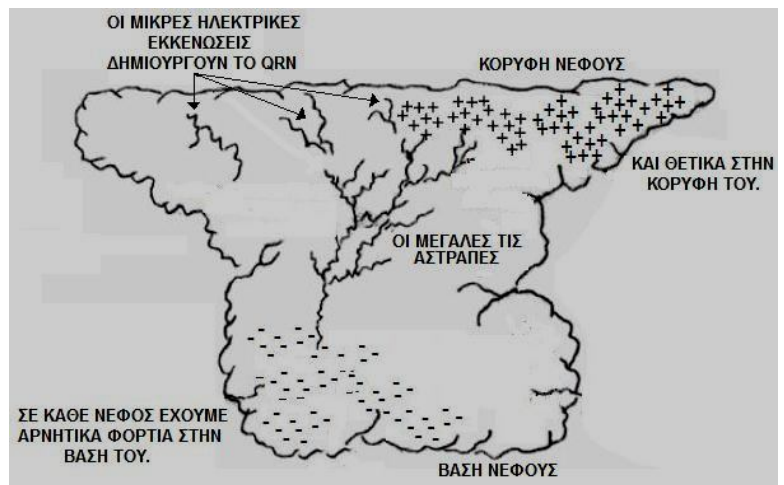 ΟΙ ΜΙΚΡΕΣ ΗΛΕΚΤΡΙΚΕΣ
ΕΚΚΕΝΩΣΕΙΣ
ΔΗΜΙΟΥΡΓΟΥΝ ΤΟ QRN
ΚΟΡΥΦΗ ΝΕΦΟΥΣ
ΚΑΙ ΘΕΤΙΚΑ ΣΤΗΝ
ΚΟΡΥΦΗ ΤΟΥ.
ΟΙ ΜΕΓΑΛΕΣ ΤΙΣ
ΑΣΤΡΑΠΕΣ
ΣΕ ΚΑΘΕ ΝΕΦΟΣ ΕΧΟΥΜΕ
ΑΡΝΗΤΙΚΑ ΦΟΡΤΙΑ ΣΤΗΝ
ΒΑΣΗ ΤΟΥ.
ΒΑΣΗ ΝΕΦΟΥΣ